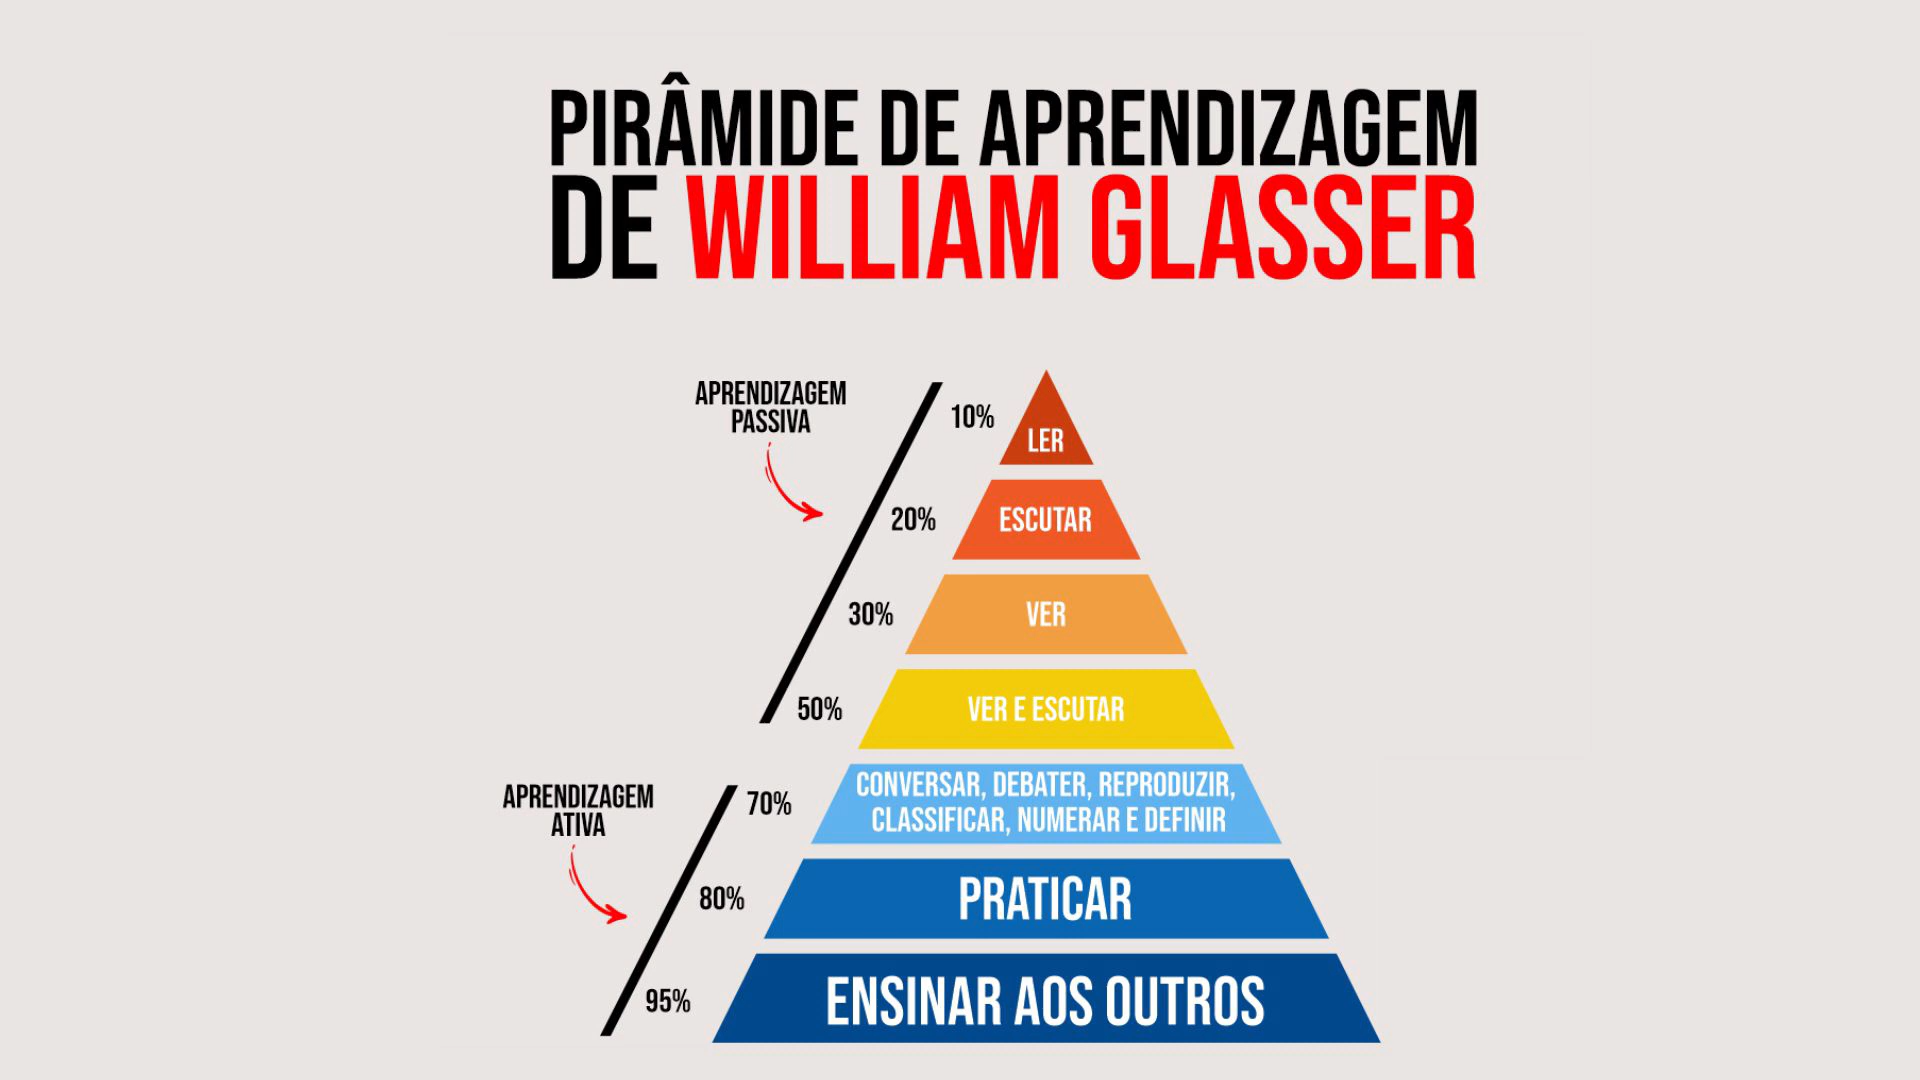 PIRÂMIDE DE APRENDIZAGEM
DE WILLIAM GLASSER
APRENDIZAGEM
PASSIVA
10%
LER
20%
ESCUTAR
30%
VER
50%
VER E ESCUTAR
APRENDIZAGEM
ATIVA
70%
CONVERSAR, DEBATER, REPRODUZIR,
CLASSIFICAR, NUMERAR E DEFINIR
80%
PRATICAR
95%
ENSINAR AOS OUTROS